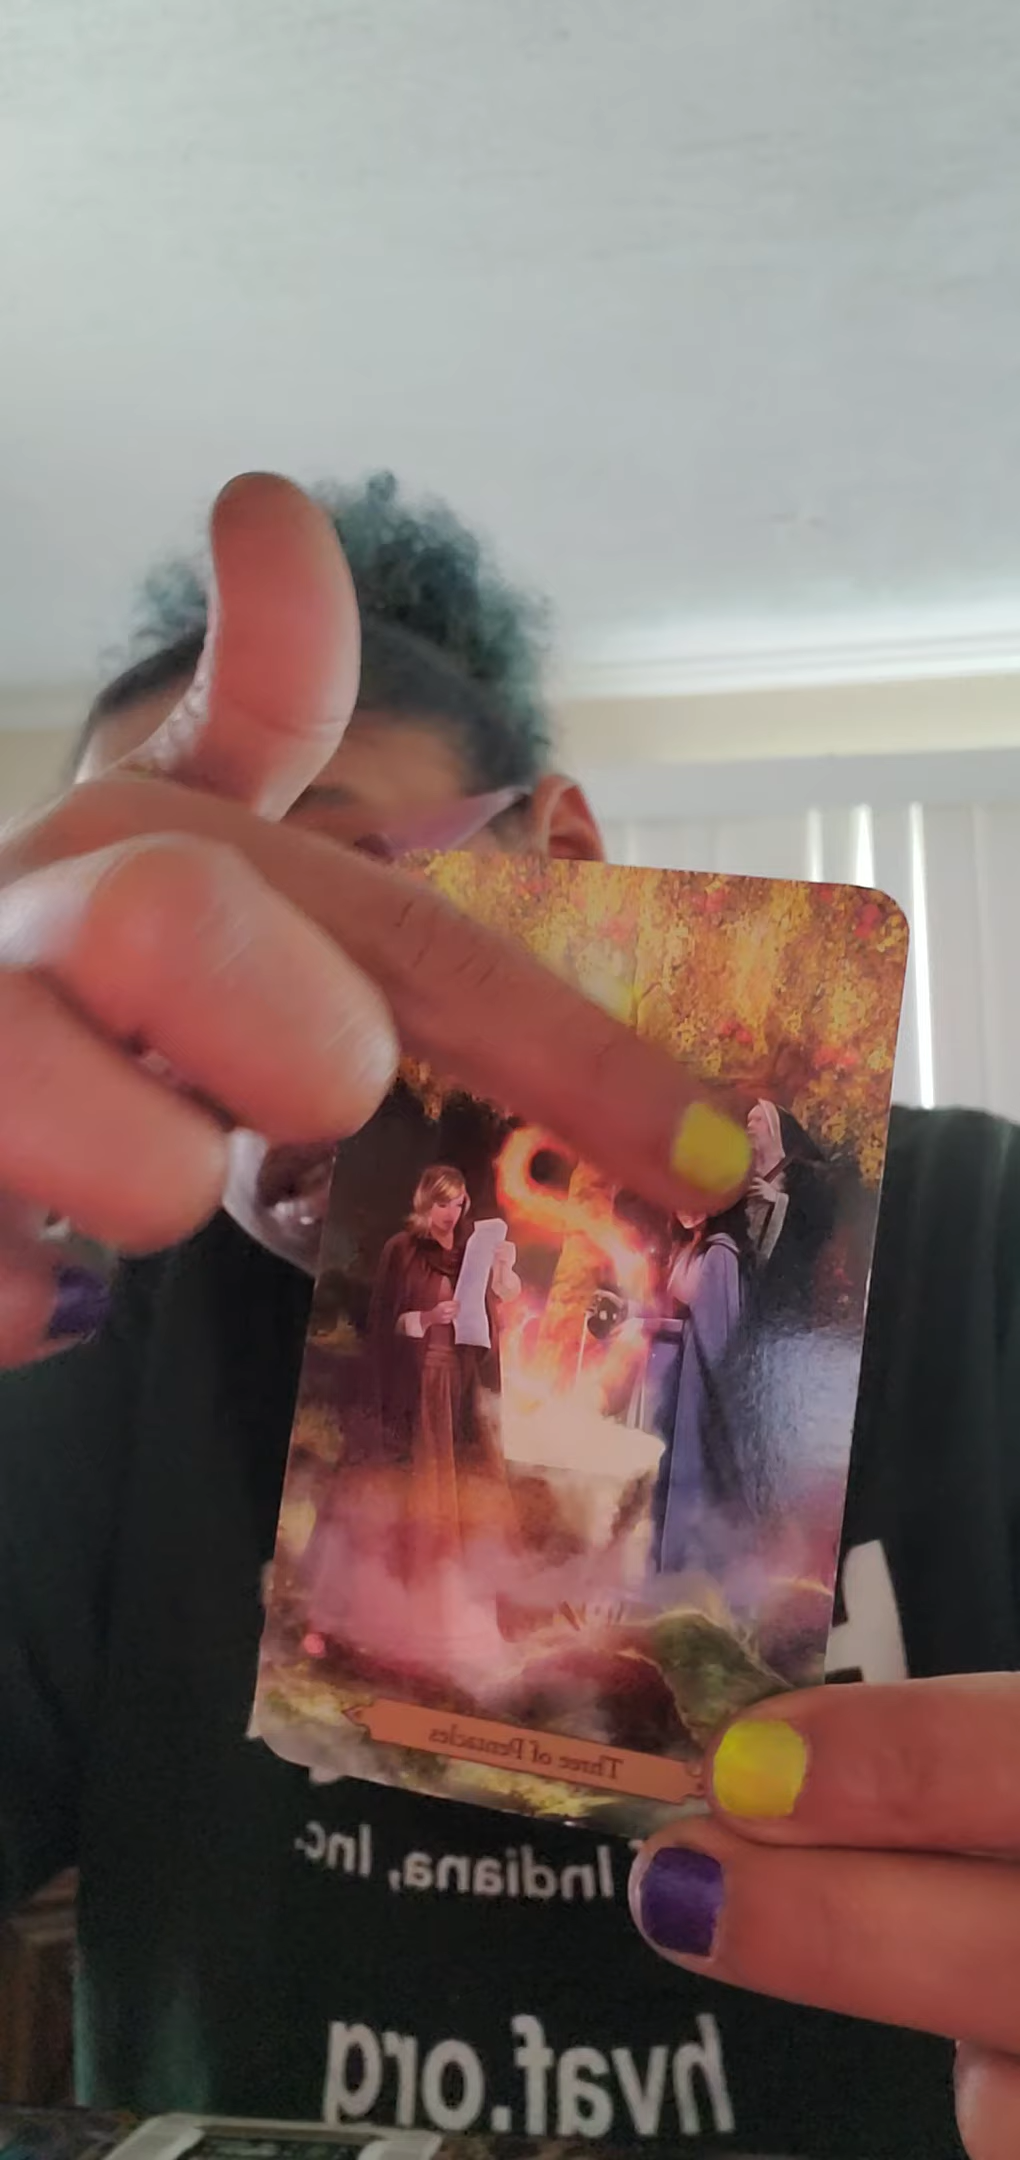 Three of Pentacles
Indiana, Inc.
hvaf.org